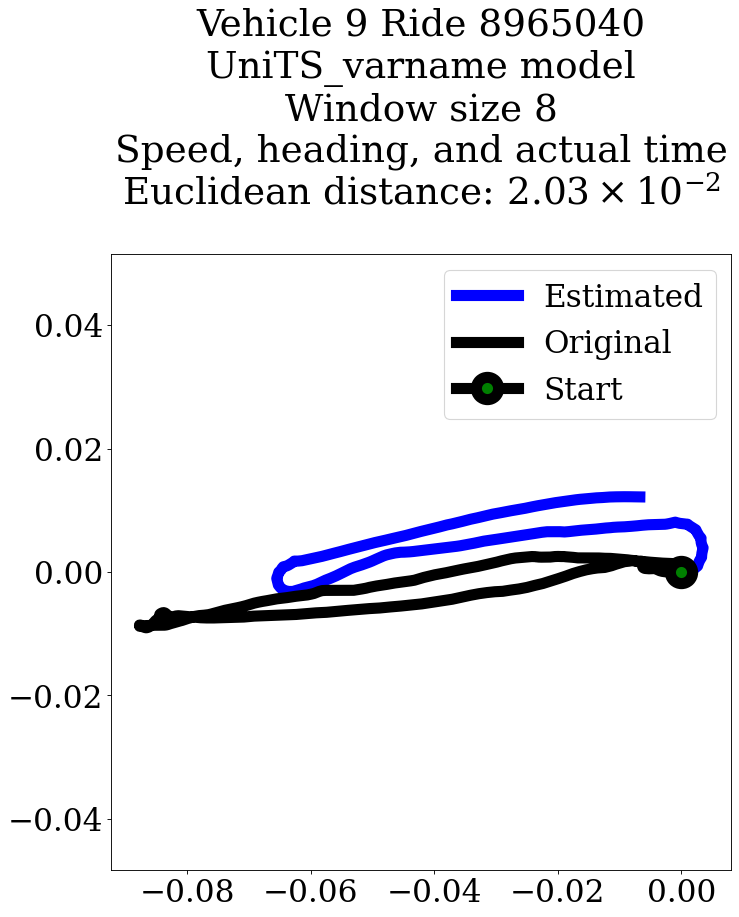 Vehicle 9 Ride 8965040
UniTS_varname model
Window size 8
Speed, heading, and actual time
Euclidean distance: 2.03 × 10⁻²
Estimated
Original
Start
0.04
0.02
0.00
−0.02
−0.04
−0.08 −0.06 −0.04 −0.02 0.00